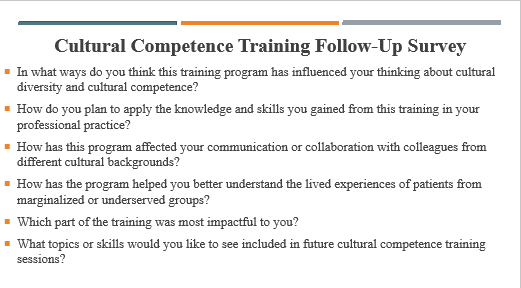 Cultural Competence Training Follow-Up Survey
In what ways do you think this training program has influenced your thinking about cultural
diversity and cultural competence?
How do you plan to apply the knowledge and skills you gained from this training in your
professional practice?
How has this program affected your communication or collaboration with colleagues from
different cultural backgrounds?
How has the program helped you better understand the lived experiences of patients from
marginalized or underserved groups?
Which part of the training was most impactful to you?
What topics or skills would you like to see included in future cultural competence training
sessions?